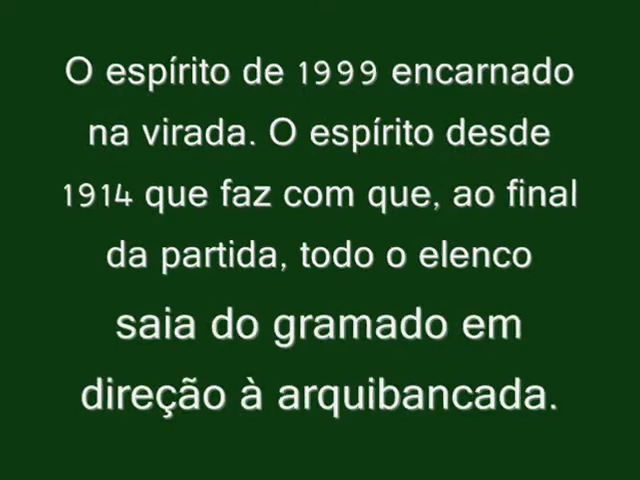 O espírito de 1999 encarnado
na virada. O espírito desde
1914 que faz com que, ao final
da partida, todo o elenco
saia do gramado em
direção à arquibancada.